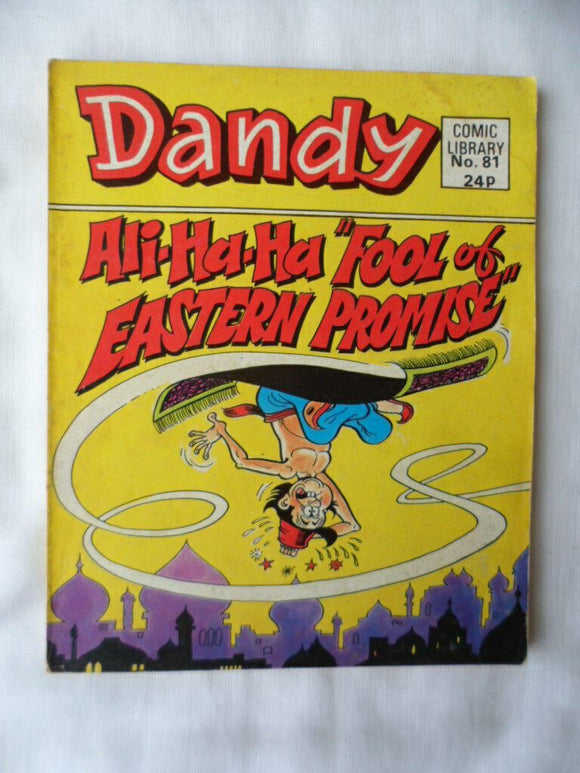 Dandy
COMIC
LIBRARY
No. 81
24p
Ali-Ha-Ha "FOOL of
EASTERN PROMISE"